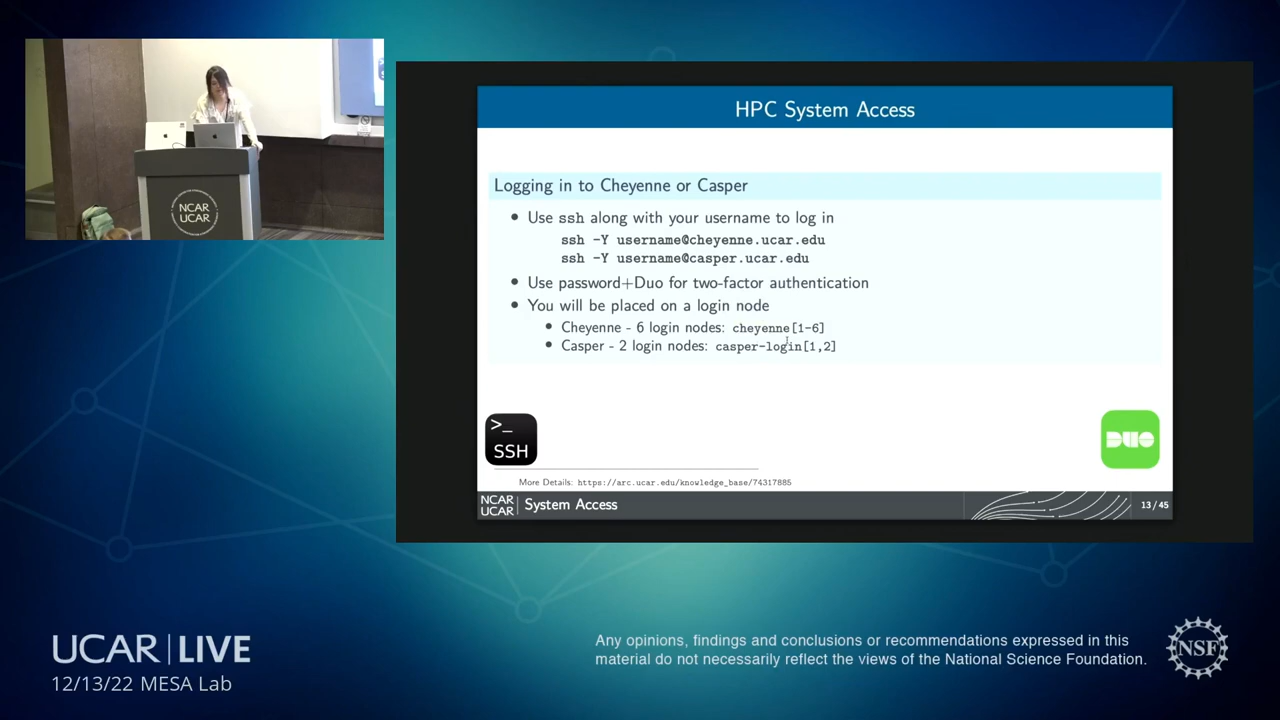 NCAR
UCAR
HPC System Access
Logging in to Cheyenne or Casper
• Use ssh along with your username to log in
ssh -Y username@cheyenne.ucar.edu
ssh -Y username@casper.ucar.edu
• Use password+Duo for two-factor authentication
• You will be placed on a login node
• Cheyenne - 6 login nodes: cheyenne[1-6]
• Casper - 2 login nodes: casper-login[1,2]
>_
SSH
DUO
More Details: https://arc.ucar.edu/knowledge_base/74317885
NCAR
UCAR
System Access
13/45
UCAR | LIVE
12/13/22 MESA Lab
Any opinions, findings and conclusions or recommendations expressed in this
material do not necessarily reflect the views of the National Science Foundation.
NSF